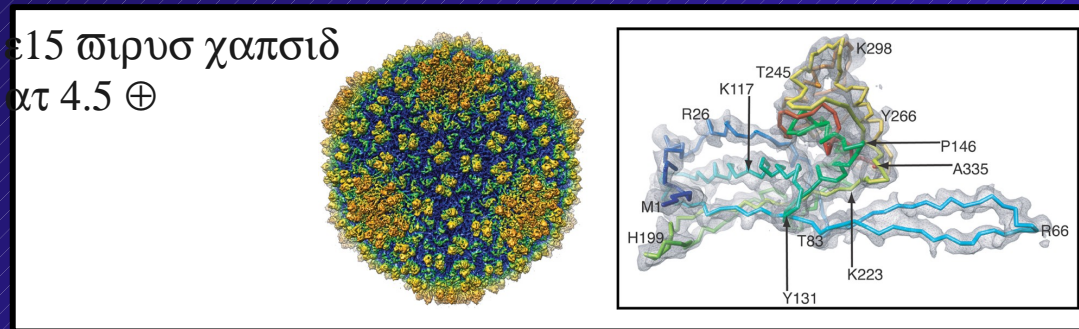 ε15 ϖιρυσ χαπσιδ
ατ 4.5 ⊕
K298
T245
K117
R26
Y266
P146
A335
M1
H199
T83
R66
K223
Y131